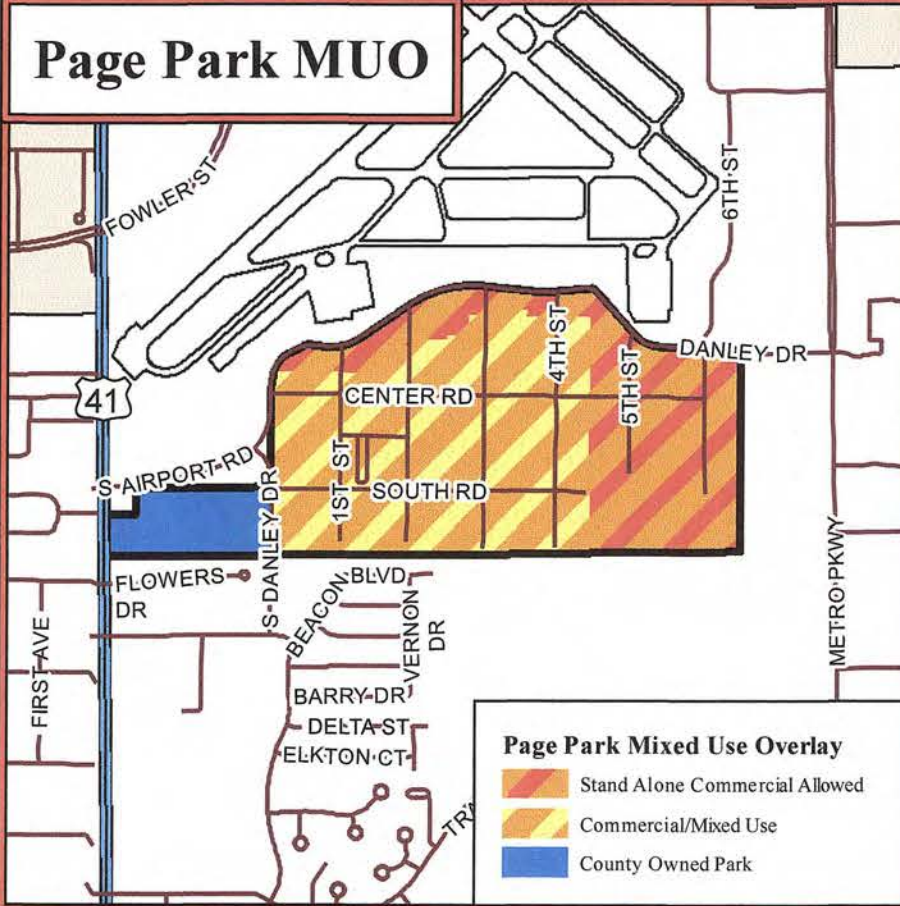 Page Park MUO
FOWLER ST
6TH ST
41
4TH ST
5TH ST
DANLEY DR
CENTER RD
S AIRPORT RD
S DANLEY DR
1ST ST
SOUTH RD
METRO PKWY
FLOWERS
DR
BEACON BLVD
VERNON
DR
FIRST AVE
BARRY DR
DELTA ST
ELKTON CT
Page Park Mixed Use Overlay
Stand Alone Commercial Allowed
Commercial/Mixed Use
County Owned Park